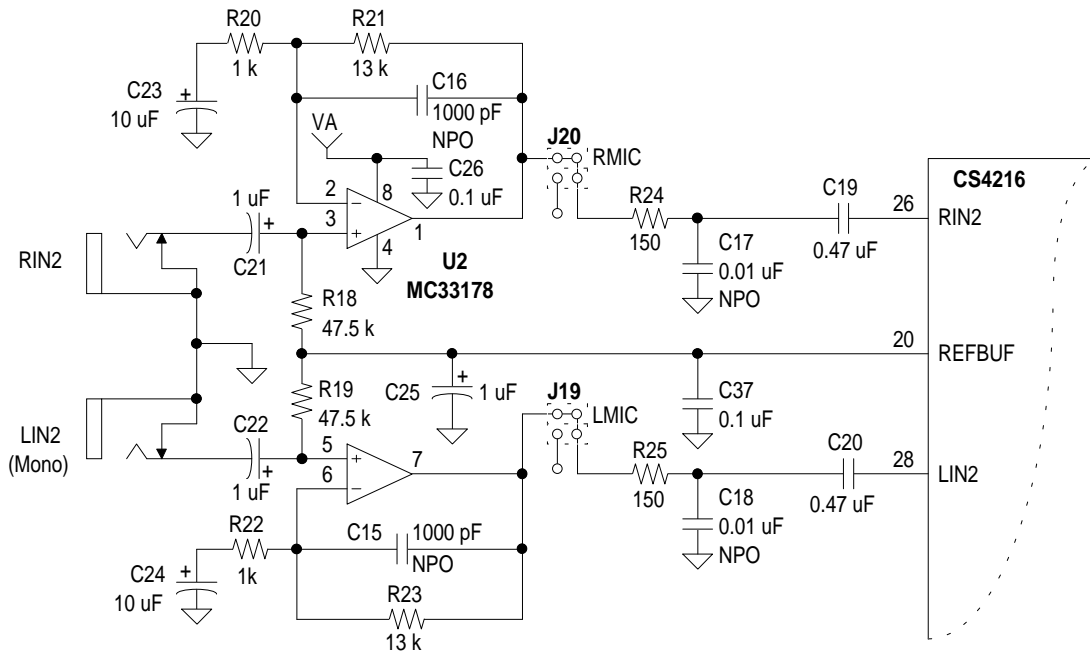 R20
1 k
R21
13 k
C23
+
10 uF
C16
1000 pF
NPO
VA
C26
0.1 uF
J20
RMIC
2
−
3
+
8
4
1
U2
MC33178
1 uF
+
C21
RIN2
R18
47.5 k
R24
150
C17
0.01 uF
NPO
C19
0.47 uF
26
RIN2
CS4216
20
REFBUF
R19
47.5 k
C25
+
1 uF
C37
0.1 uF
J19
LMIC
LIN2
(Mono)
C22
+
1 uF
5
+
6
−
7
R25
150
C18
0.01 uF
NPO
C20
0.47 uF
28
LIN2
R22
1k
C24
+
10 uF
C15
1000 pF
NPO
R23
13 k